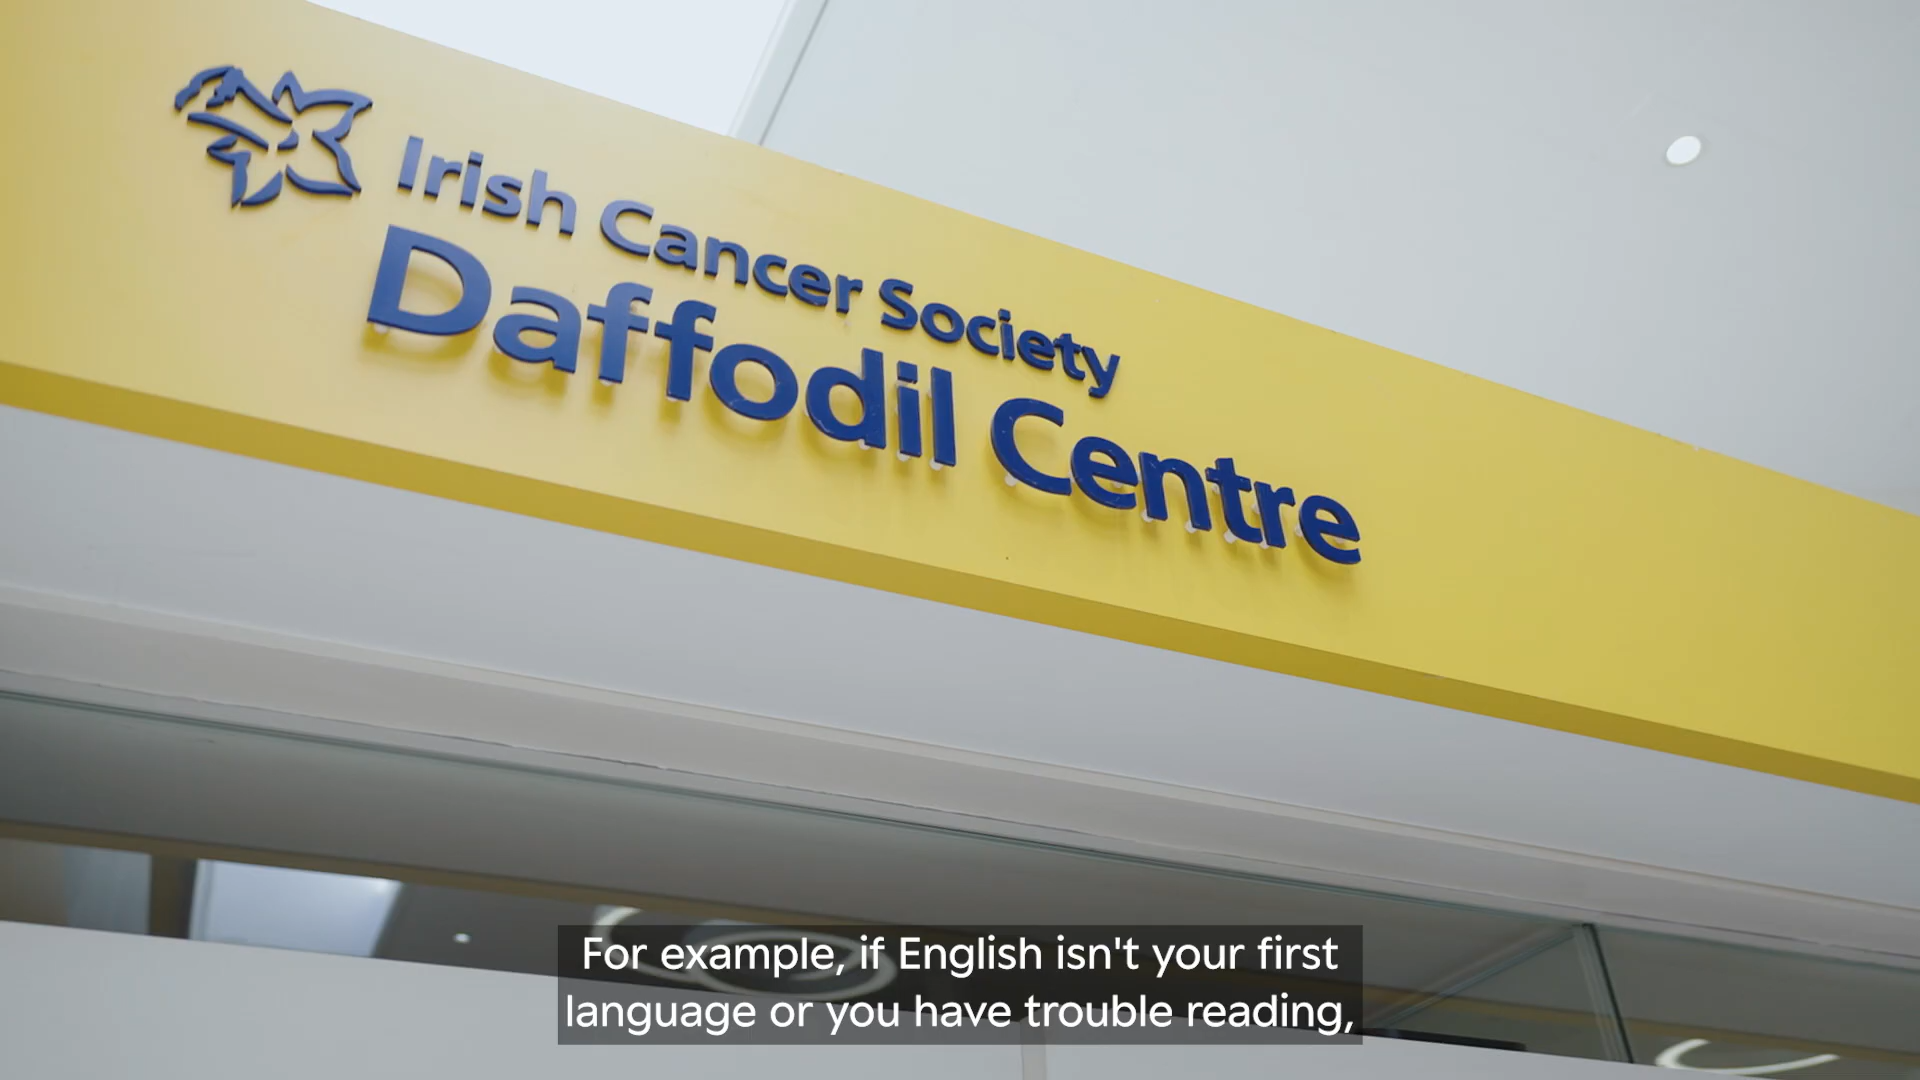 Irish Cancer Society
Daffodil Centre
For example, if English isn't your first
language or you have trouble reading,